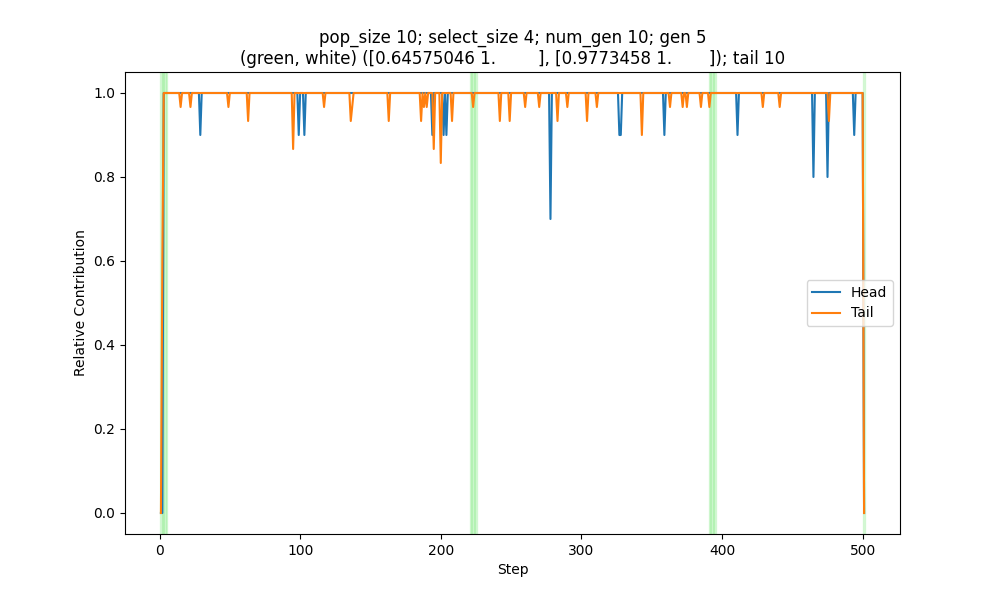 pop_size 10; select_size 4; num_gen 10; gen 5
(green, white) ([0.64575046 1.        ], [0.9773458 1.       ]); tail 10
1.0
0.8
0.6
0.4
0.2
0.0
Relative Contribution
Head
Tail
0 100 200 300 400 500
Step